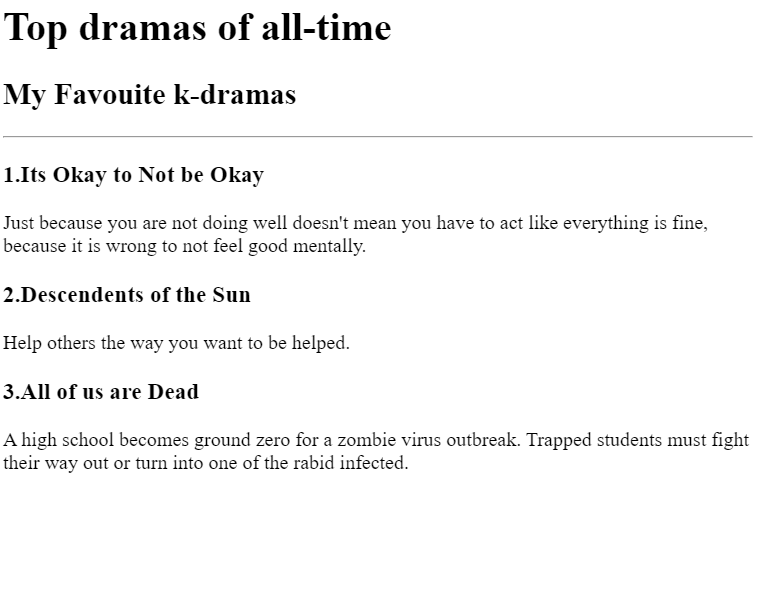 Top dramas of all-time
My Favouite k-dramas
1.Its Okay to Not be Okay
Just because you are not doing well doesn't mean you have to act like everything is fine,
because it is wrong to not feel good mentally.
2.Descendents of the Sun
Help others the way you want to be helped.
3.All of us are Dead
A high school becomes ground zero for a zombie virus outbreak. Trapped students must fight
their way out or turn into one of the rabid infected.